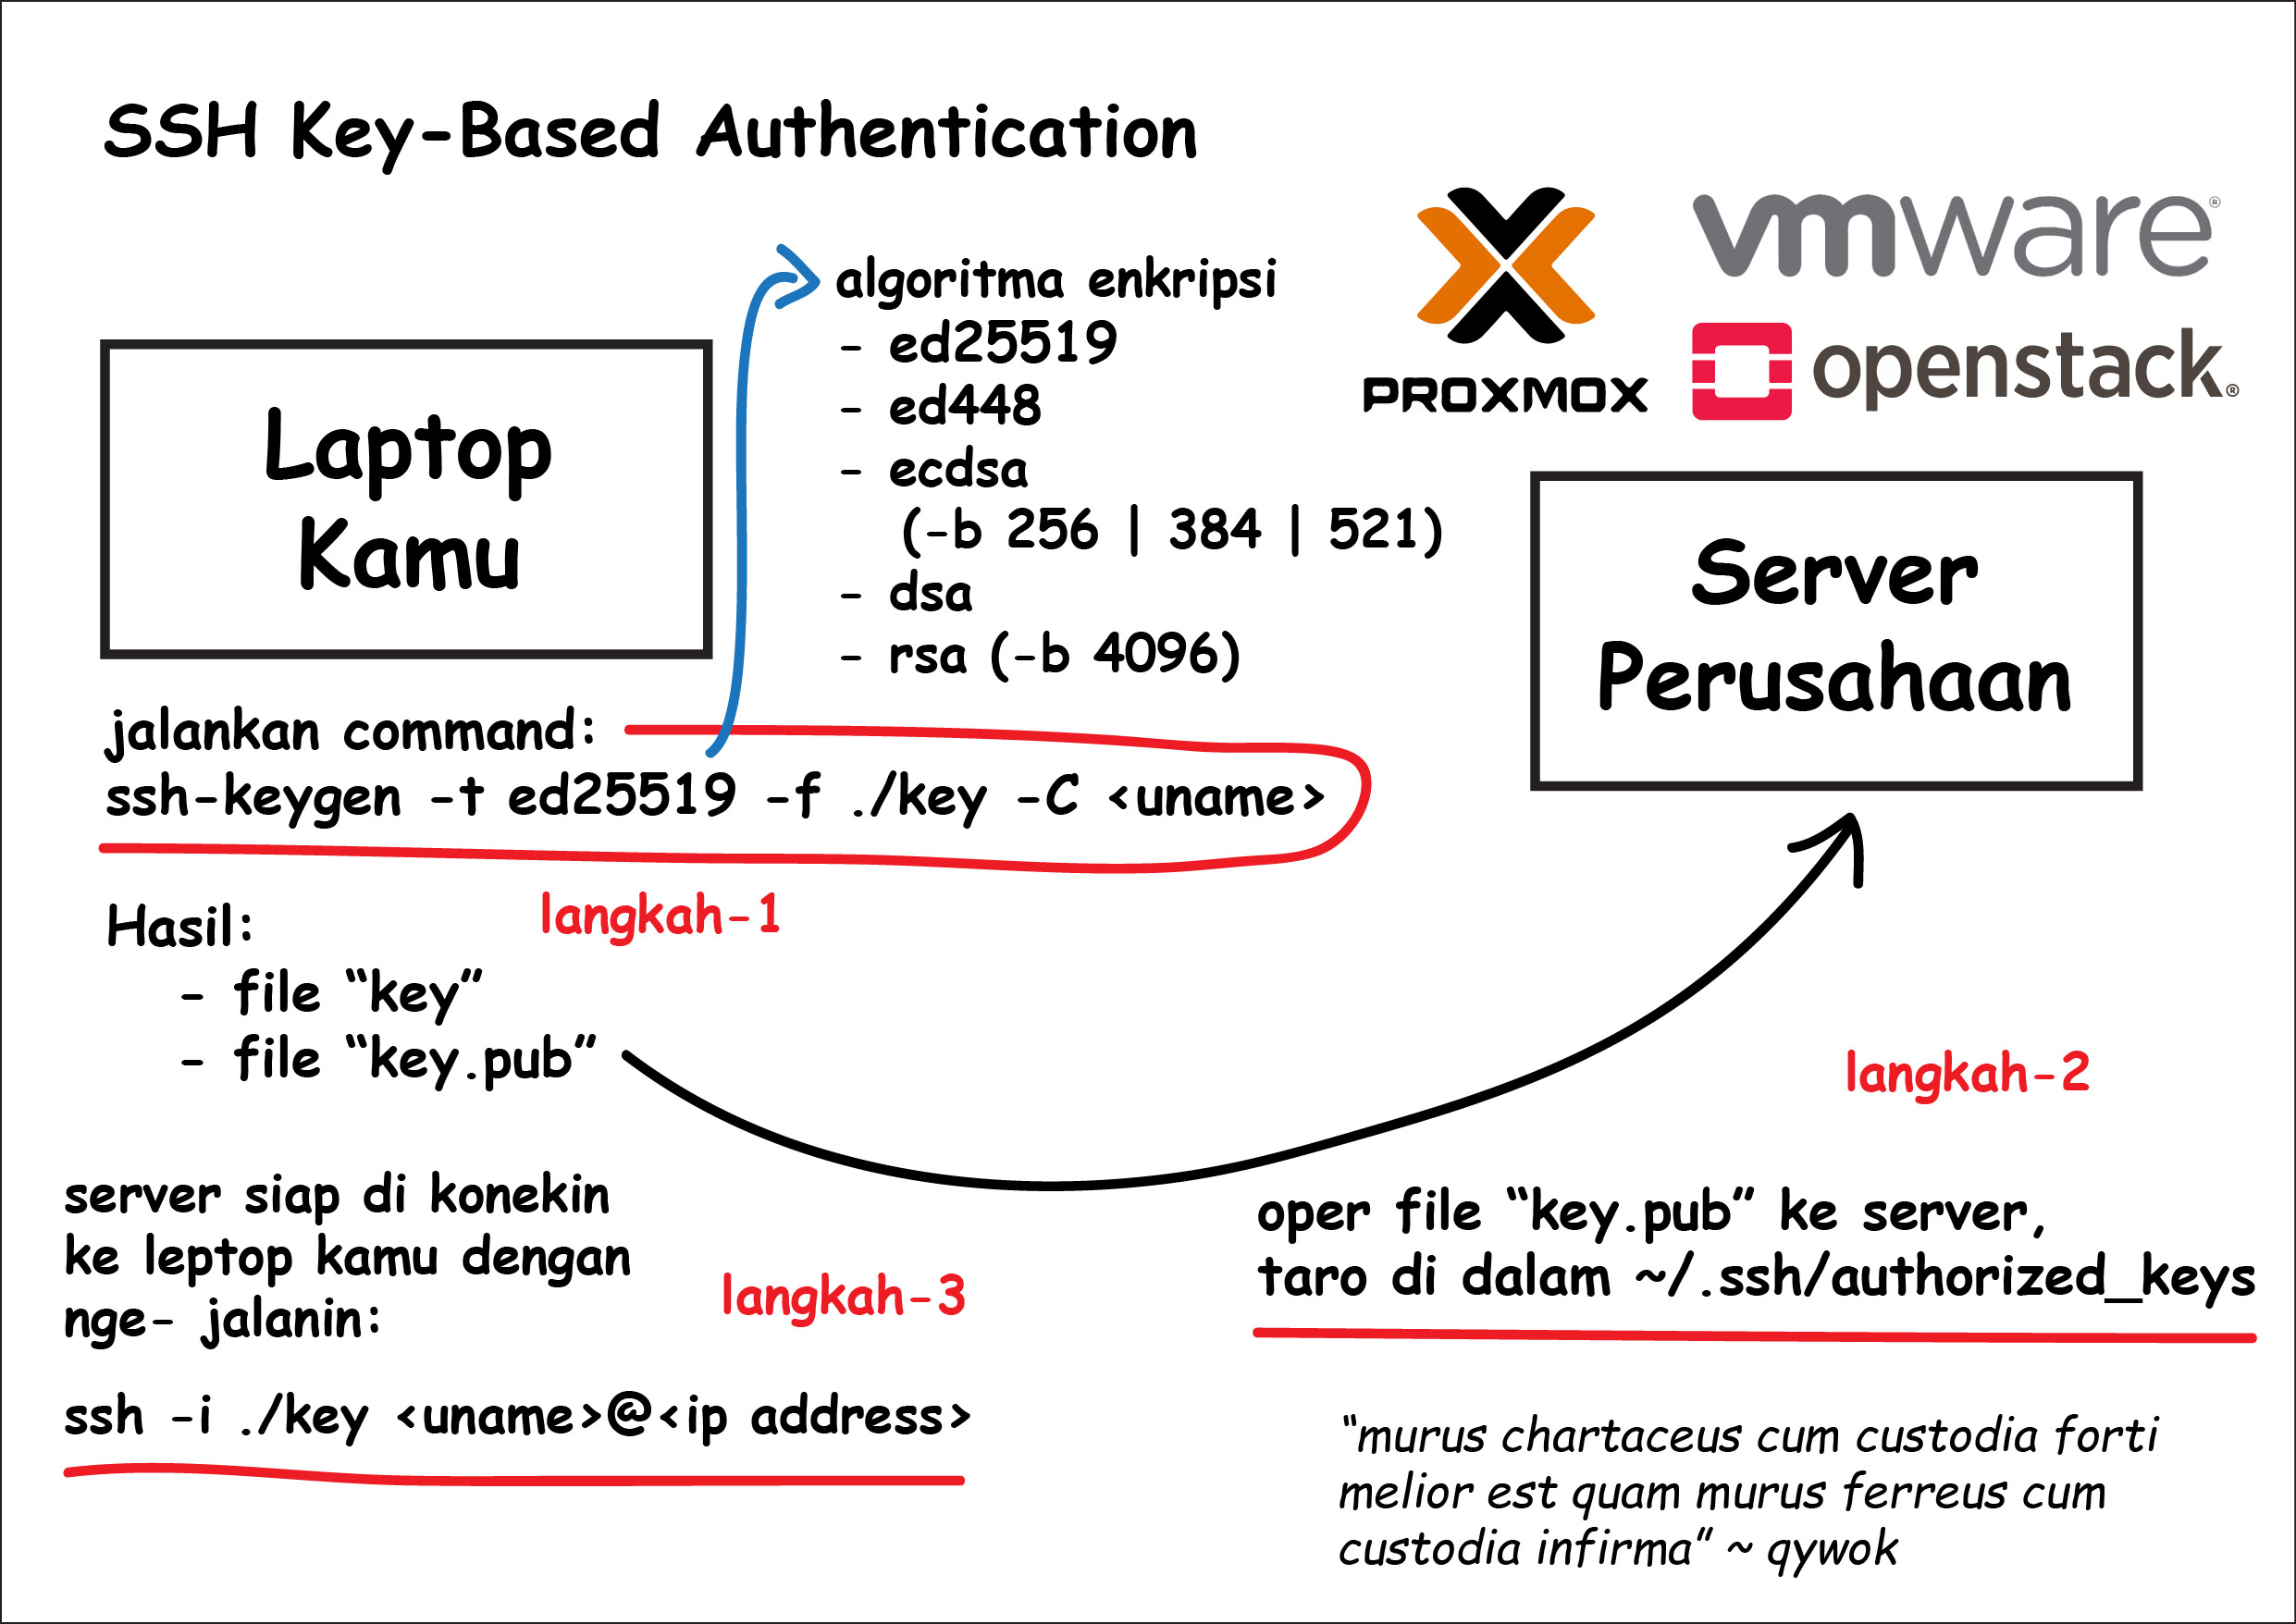 SSH Key-Based Authentication
PROXMOX
vmware®
openstack®
Laptop
Kamu
algoritma enkripsi
- ed25519
- ed448
- ecdsa
(-b 256 | 384 | 521)
- dsa
- rsa (-b 4096)
Server
Perusahaan
jalankan command:
ssh-keygen -t ed25519 -f ./key -C <uname>
langkah-1
Hasil:
- file “key”
- file “key.pub”
langkah-2
oper file “key.pub” ke server,
taro di dalam ~/.ssh/authorized_keys
server siap di konekin
ke leptop kamu dengan
nge- jalanin:
langkah-3
ssh -i ./key <uname>@<ip address>
“murus chartaceus cum custodia forti
melior est quam murus ferreus cum
custodia infirma” ~ qywok